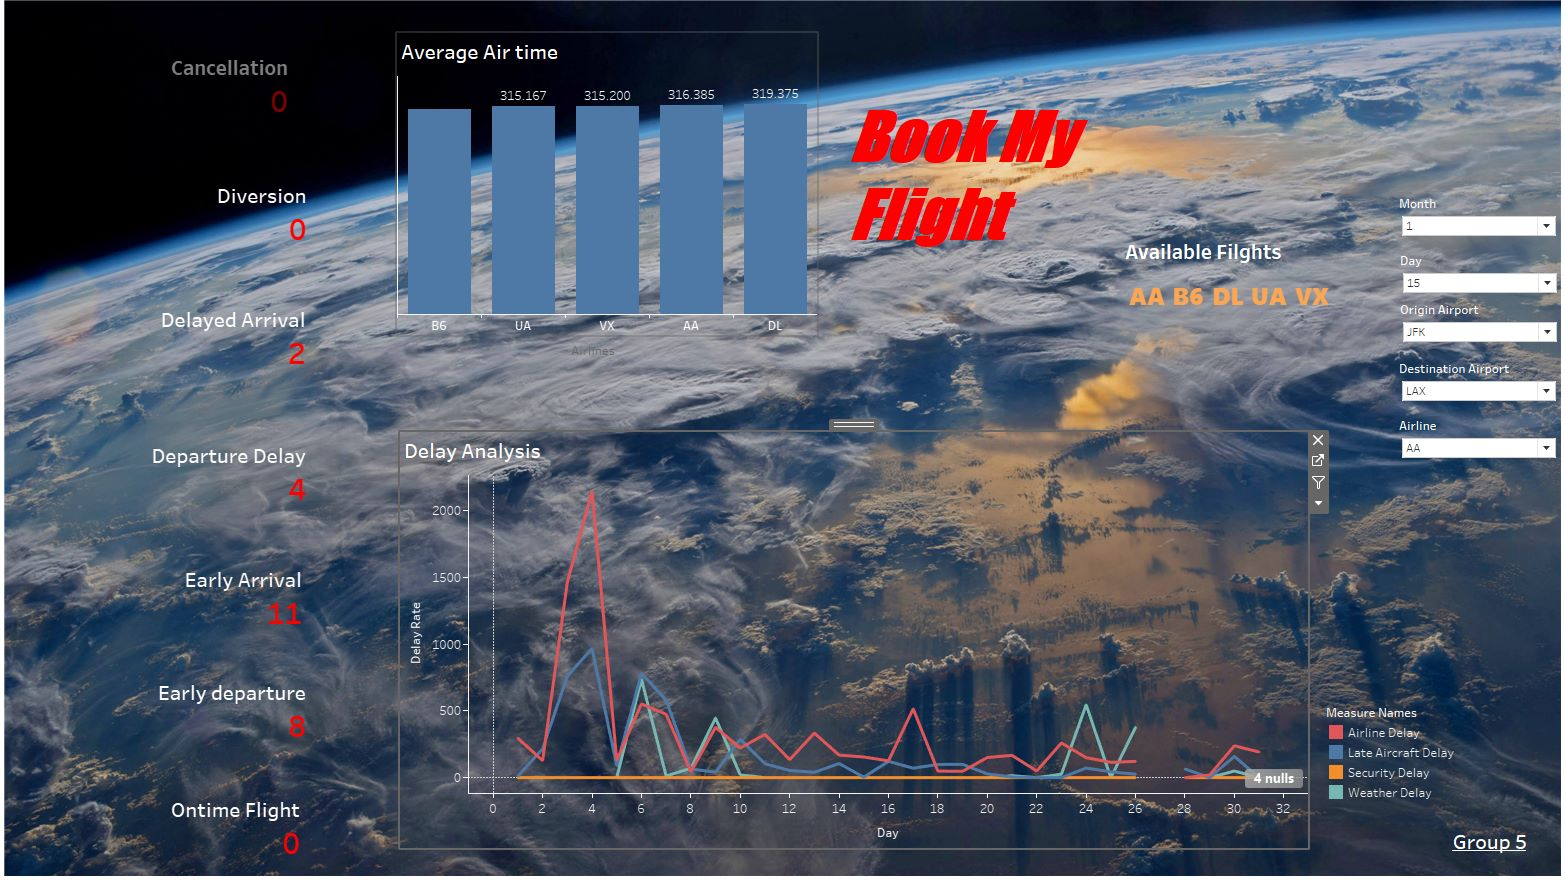 Cancellation
0
Diversion
0
Delayed Arrival
2
Departure Delay
4
Early Arrival
11
Early departure
8
Ontime Flight
0
Average Air time
315.167 315.200 316.385 319.375
B6 UA VX AA DL
Airlines
Book My
Flight
Available Filghts
AA B6 DL UA VX
Month
1
Day
15
Origin Airport
JFK
Destination Airport
LAX
Airline
AA
Delay Analysis
Delay Rate
2000
1500
1000
500
0
4 nulls
0 2 4 6 8 10 12 14 16 18 20 22 24 26 28 30 32
Day
Measure Names
Airline Delay
Late Aircraft Delay
Security Delay
Weather Delay
Group 5